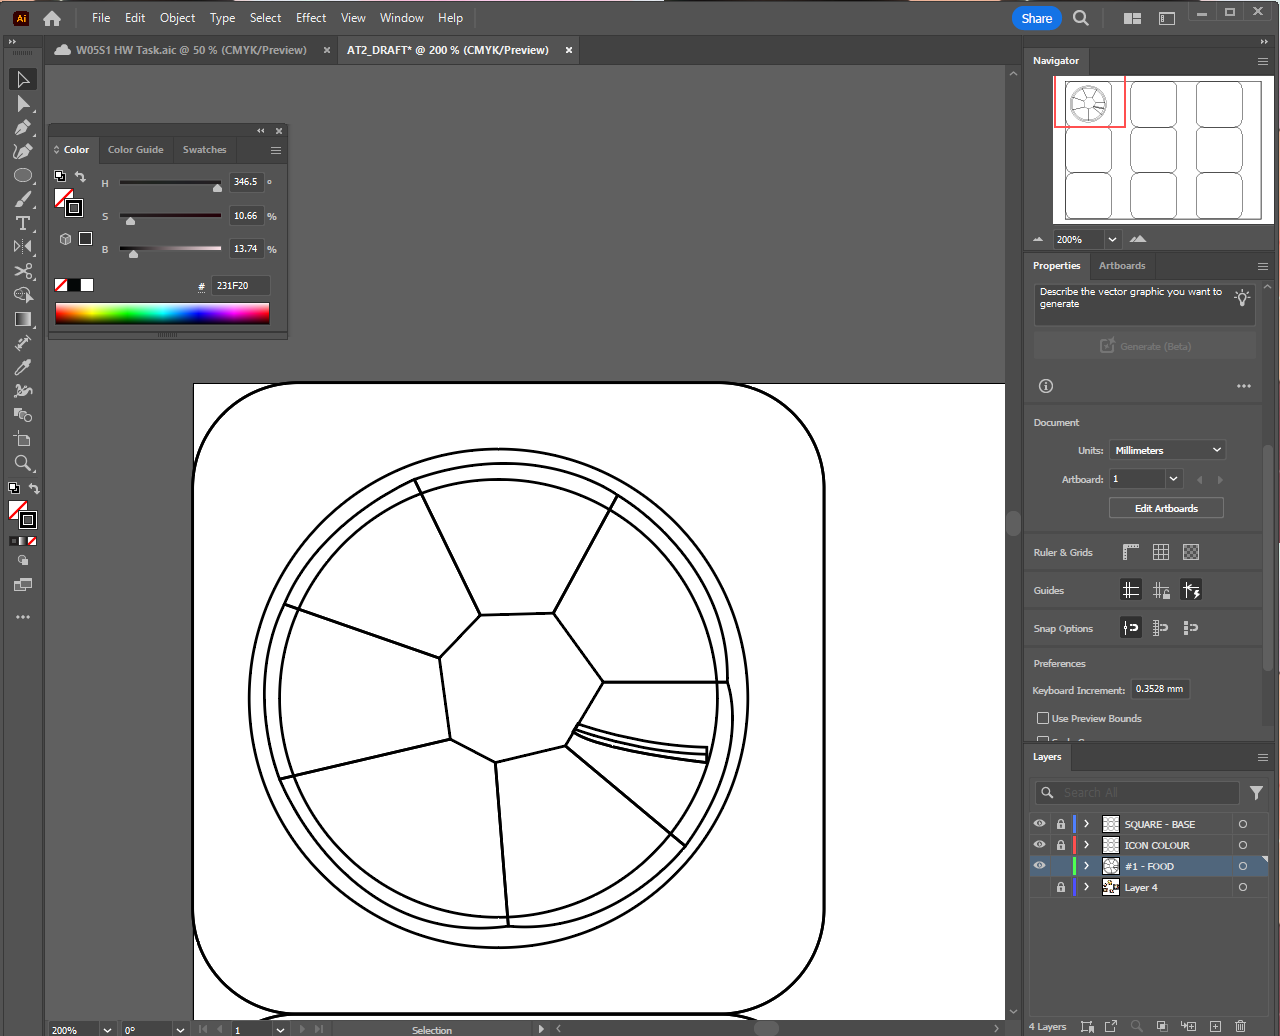 Ai File Edit Object Type Select Effect View Window Help Share
W05S1 HW Task.aic @ 50 % (CMYK/Preview) × AT2_DRAFT* @ 200 % (CMYK/Preview) ×
Navigator
200%
Color Color Guide Swatches
H 346.5 °
S 10.66 %
B 13.74 %
# 231F20
Properties Artboards
Describe the vector graphic you want to
generate
Generate (Beta)
Document
Units: Millimeters
Artboard: 1
Edit Artboards
Ruler & Grids
Guides
Snap Options
Preferences
Keyboard Increment: 0.3528 mm
Use Preview Bounds
Layers
Search All
SQUARE - BASE
ICON COLOUR
#1 - FOOD
Layer 4
4 Layers
200% 0° 1 Selection